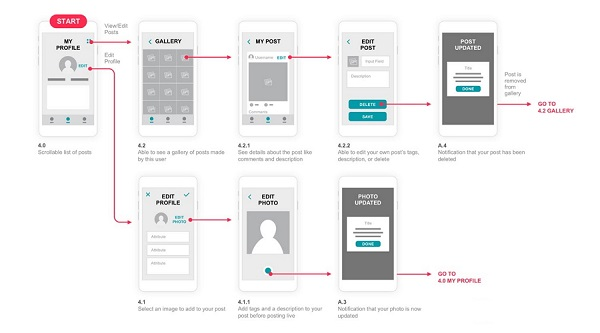 START
View/Edit
Posts
Edit
Profile
MY
PROFILE
EDIT
4.0
Scrollable list of posts
GALLERY
4.2
Able to see a gallery of posts made
by this user
MY POST
Username
EDIT
Comments
4.2.1
See details about the post like
comments and description
EDIT
POST
Input Field
Description
DELETE
SAVE
4.2.2
Able to edit your own post's tags,
description, or delete
POST
UPDATED
Title
DONE
A.4
Notification that your post has been
deleted
Post is
removed
from
gallery
GO TO
4.2 GALLERY
EDIT
PROFILE
EDIT
PHOTO
Attribute
Attribute
Attribute
4.1
Select an image to add to your post
EDIT
PHOTO
4.1.1
Add tags and a description to your
post before posting live
PHOTO
UPDATED
Title
DONE
A.3
Notification that your photo is now
updated
GO TO
4.0 MY PROFILE